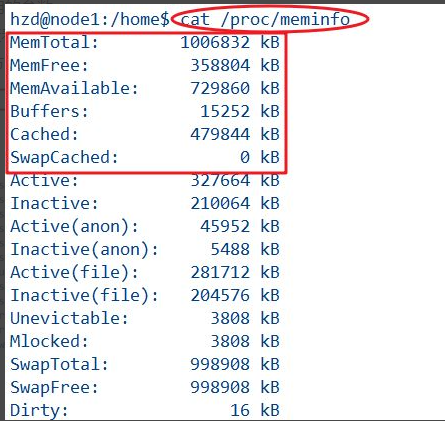 hzd@node1:/home$ cat /proc/meminfo
MemTotal: 1006832 kB
MemFree: 358804 kB
MemAvailable: 729860 kB
Buffers: 15252 kB
Cached: 479844 kB
SwapCached: 0 kB
Active: 327664 kB
Inactive: 210064 kB
Active(anon): 45952 kB
Inactive(anon): 5488 kB
Active(file): 281712 kB
Inactive(file): 204576 kB
Unevictable: 3808 kB
Mlocked: 3808 kB
SwapTotal: 998908 kB
SwapFree: 998908 kB
Dirty: 16 kB